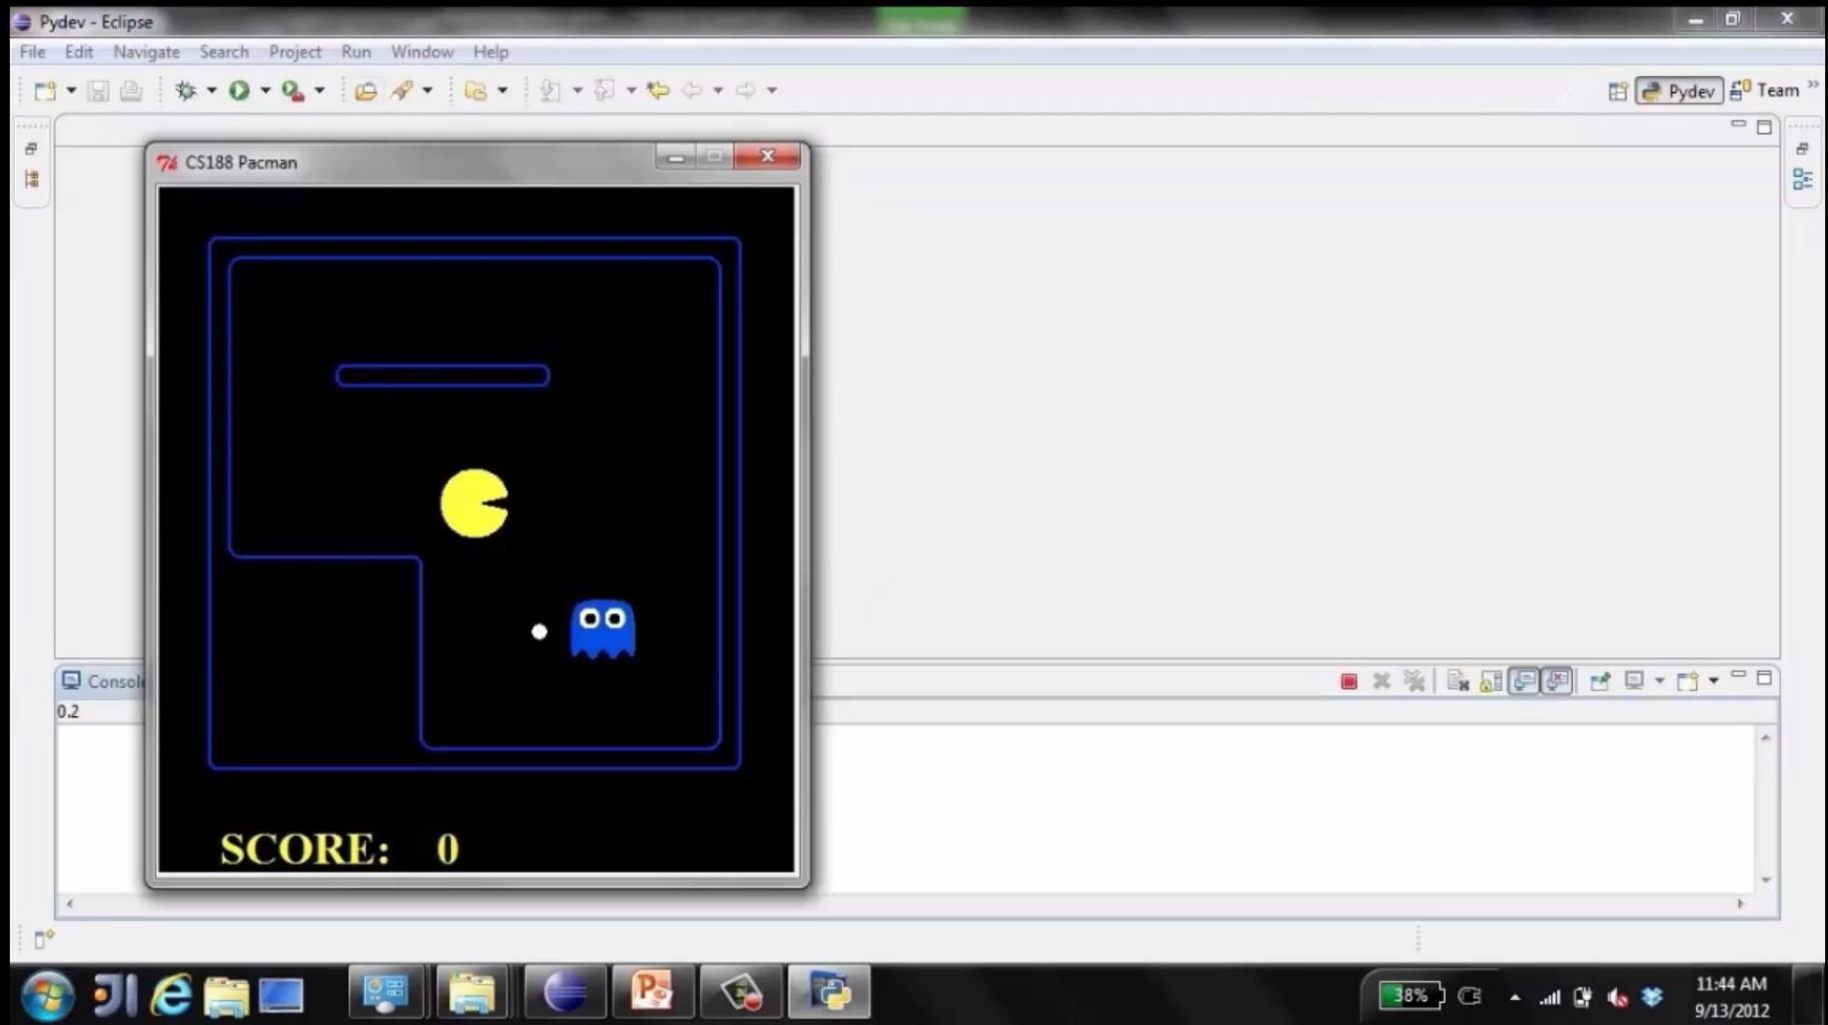 Pydev - Eclipse
File Edit Navigate Search Project Run Window Help
Pydev Team
CS188 Pacman
SCORE: 0
Console
0.2
38%
11:44 AM
9/13/2012